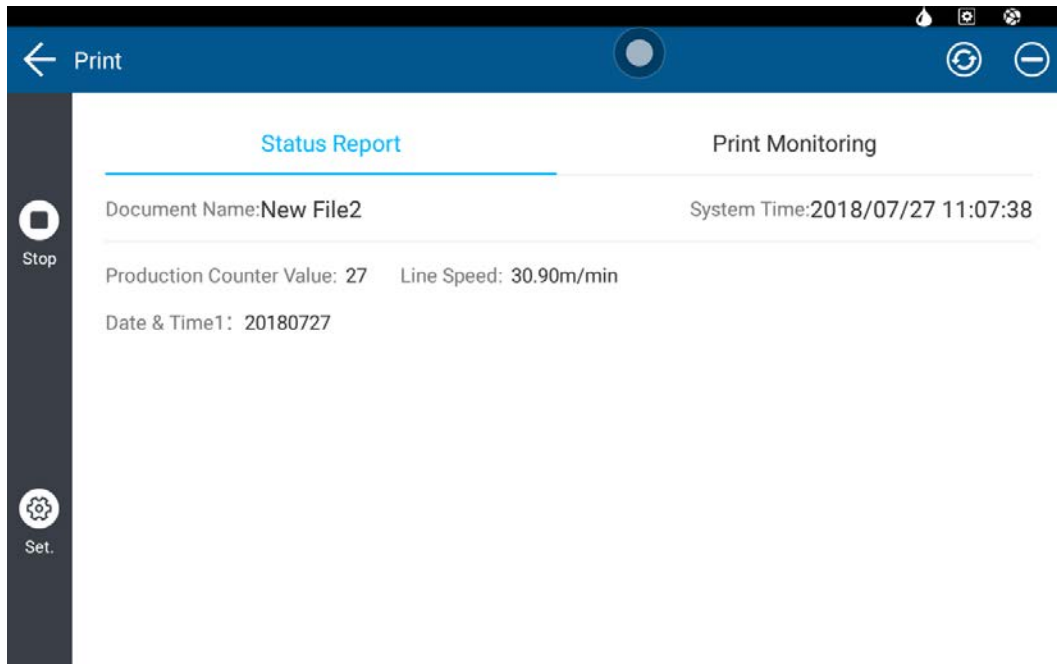 Print
Status Report Print Monitoring
Document Name:New File2 System Time:2018/07/27 11:07:38
Stop
Production Counter Value: 27 Line Speed: 30.90m/min
Date & Time1: 20180727
Set.